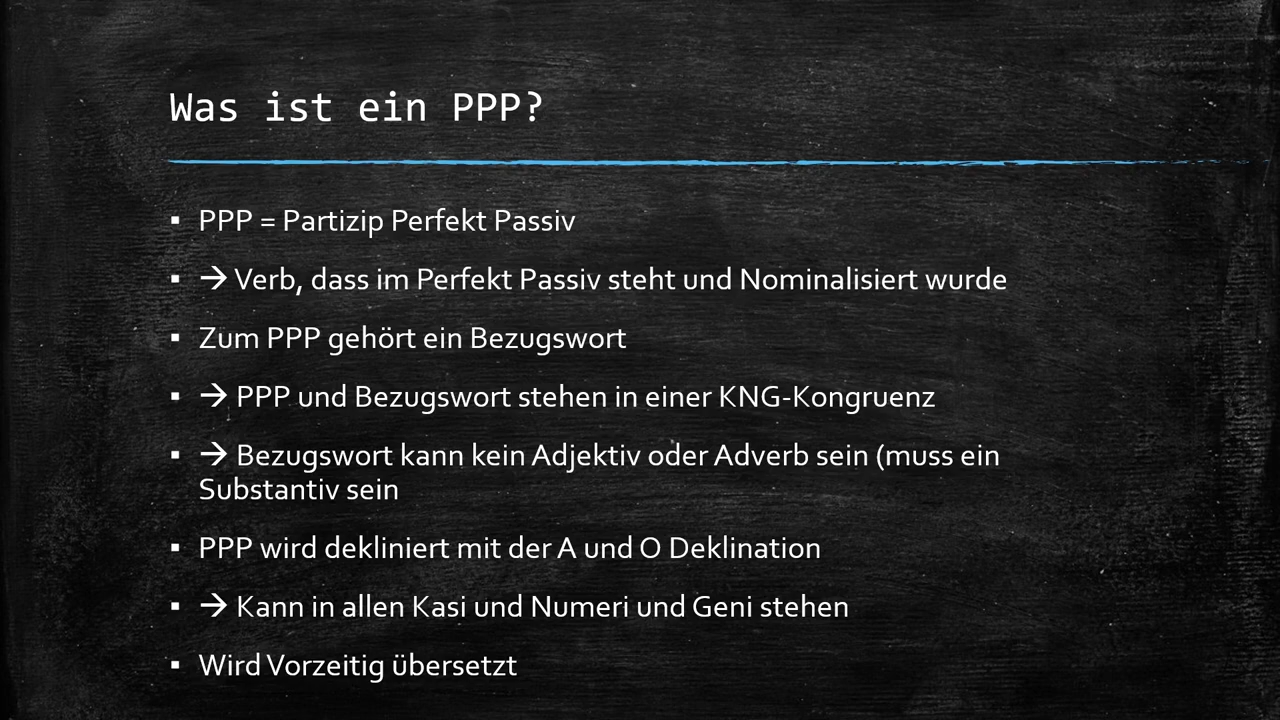 Was ist ein PPP?
▪ PPP = Partizip Perfekt Passiv
▪ → Verb, dass im Perfekt Passiv steht und Nominalisiert wurde
▪ Zum PPP gehört ein Bezugswort
▪ → PPP und Bezugswort stehen in einer KNG-Kongruenz
▪ → Bezugswort kann kein Adjektiv oder Adverb sein (muss ein
Substantiv sein
▪ PPP wird dekliniert mit der A und O Deklination
▪ → Kann in allen Kasi und Numeri und Geni stehen
▪ Wird Vorzeitig übersetzt